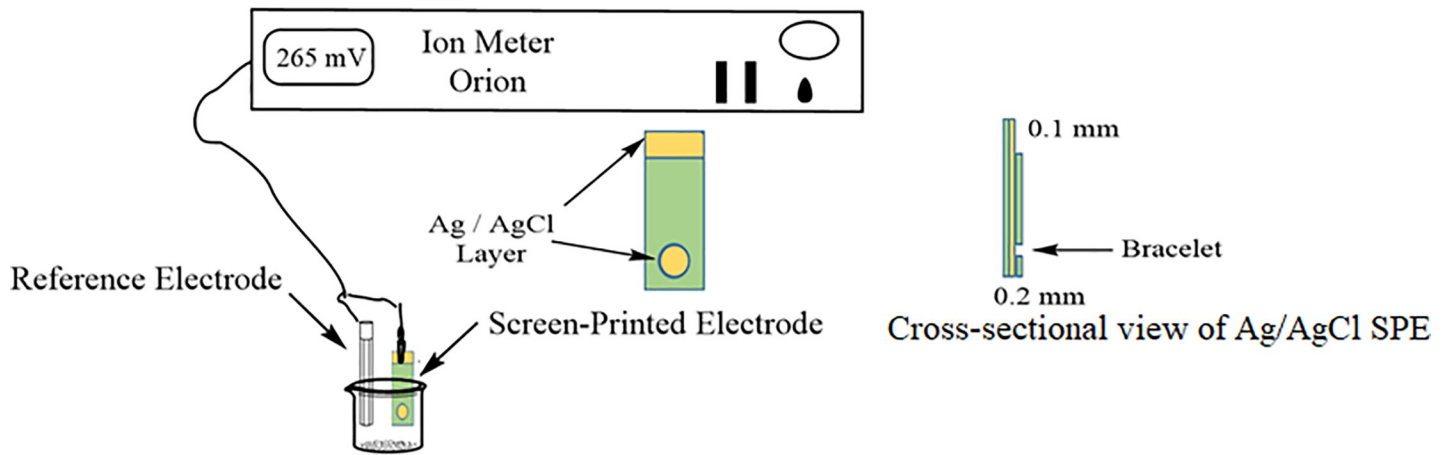 265 mV
Ion Meter
Orion
0.1 mm
Ag / AgCl
Layer
Bracelet
Reference Electrode
0.2 mm
Screen-Printed Electrode
Cross-sectional view of Ag/AgCl SPE